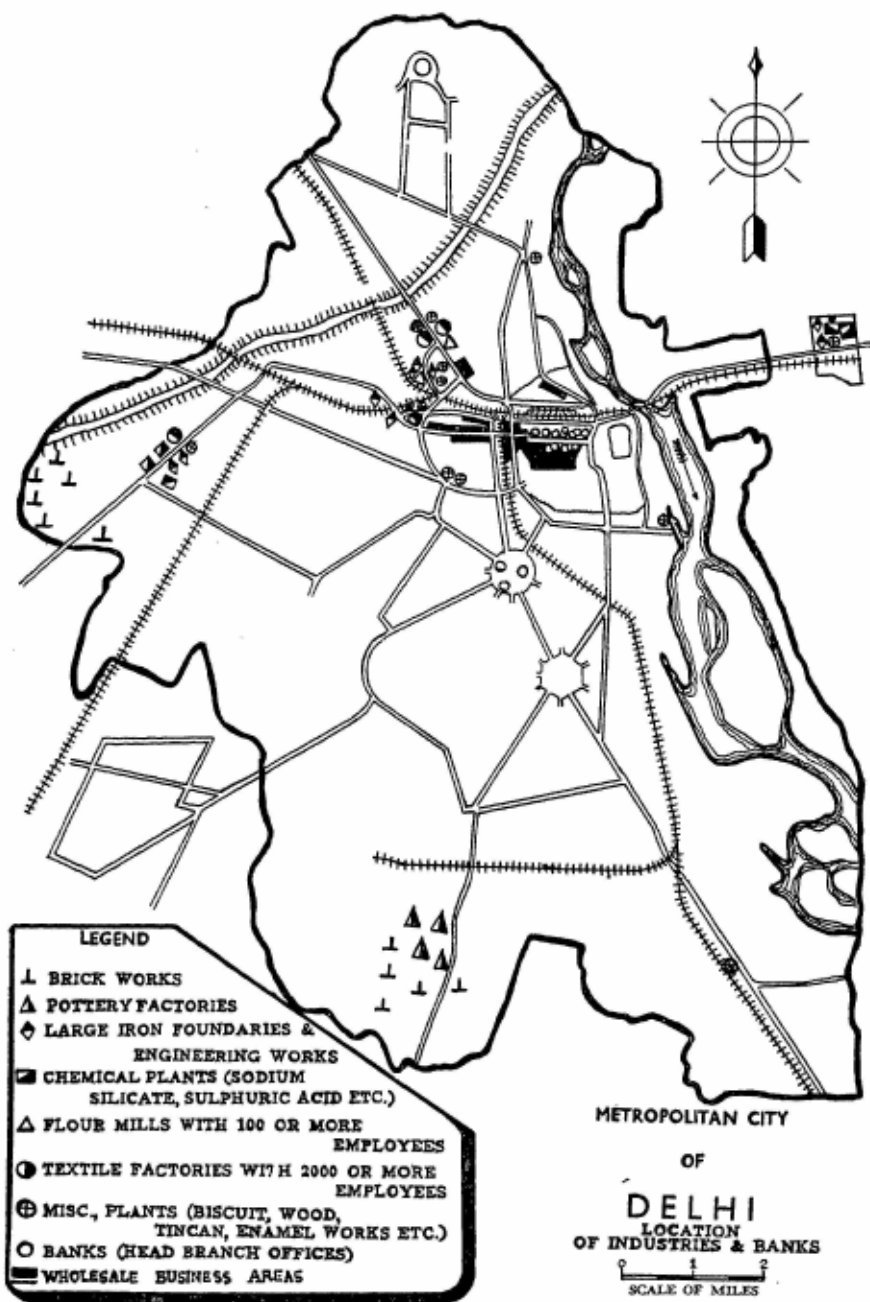 LEGEND
BRICK WORKS
POTTERY FACTORIES
LARGE IRON FOUNDARIES &
ENGINEERING WORKS
CHEMICAL PLANTS (SODIUM
SILICATE, SULPHURIC ACID ETC.)
FLOUR MILLS WITH 100 OR MORE
EMPLOYEES
TEXTILE FACTORIES WITH 2000 OR MORE
EMPLOYEES
MISC., PLANTS (BISCUIT, WOOD,
TINCAN, ENAMEL WORKS ETC.)
BANKS (HEAD BRANCH OFFICES)
WHOLESALE BUSINESS AREAS
METROPOLITAN CITY
OF
DELHI
LOCATION
OF INDUSTRIES & BANKS
0 1 2
SCALE OF MILES